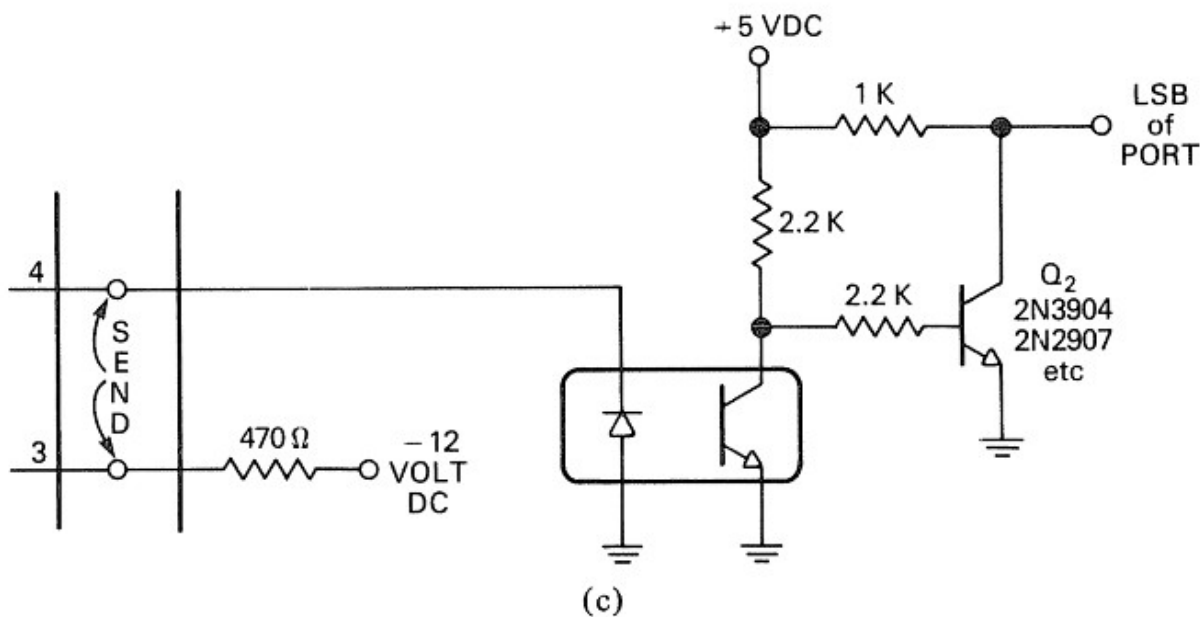 +5 VDC
1 K
LSB
of
PORT
2.2 K
4
SEND
2.2 K
Q2
2N3904
2N2907
etc
3
470 Ω
−12
VOLT
DC
(c)